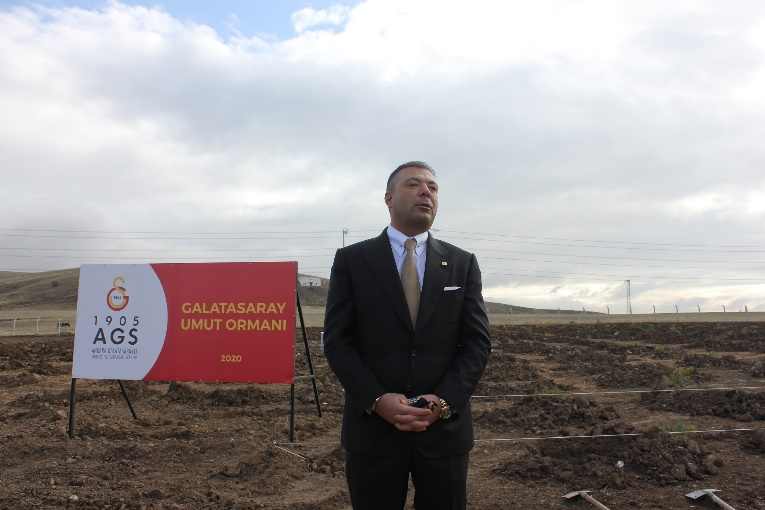 1905
AGS
GALATASARAY
UMUT ORMANI
2020